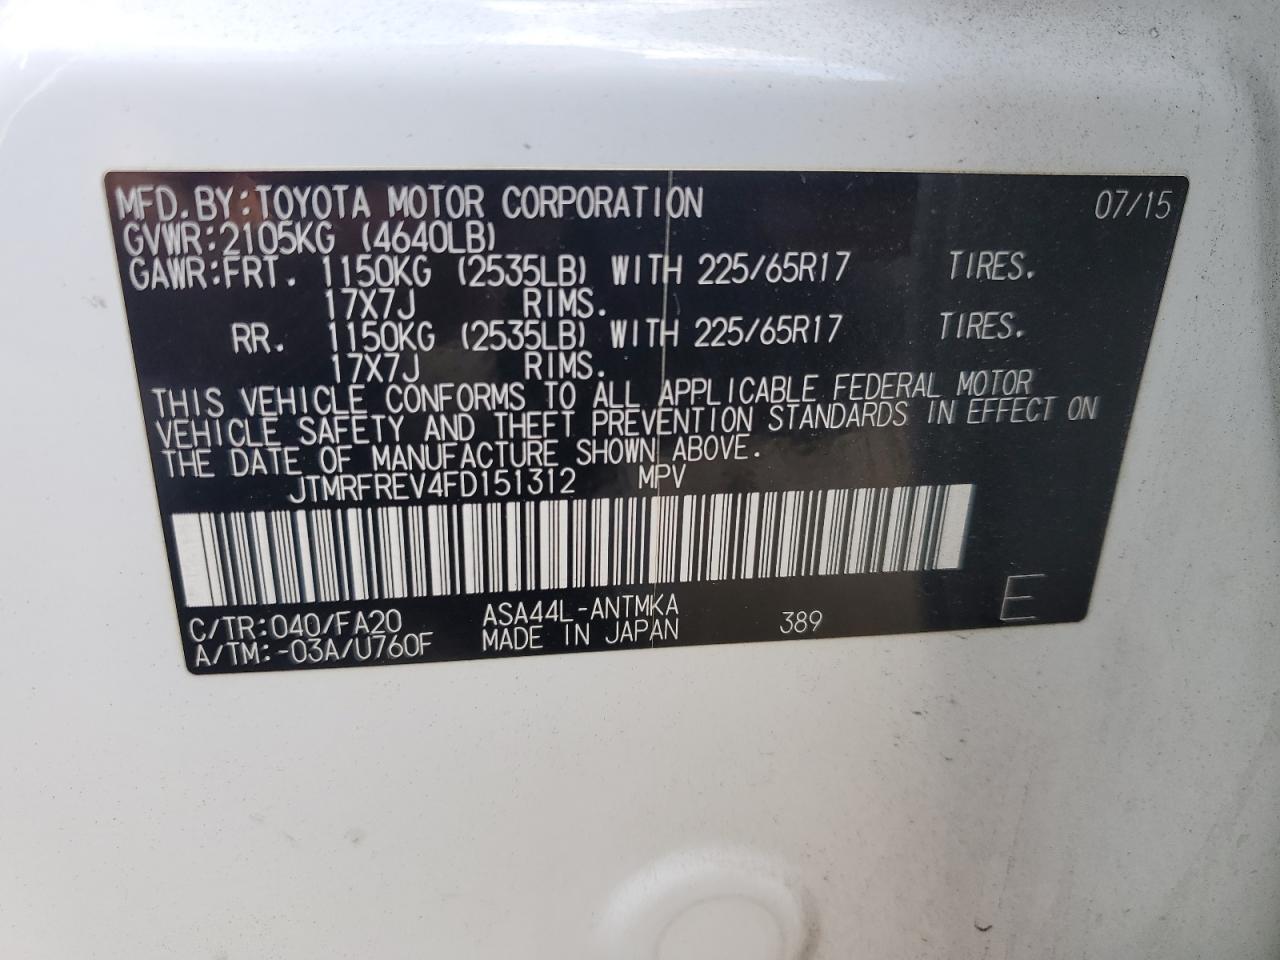 MFD.BY:TOYOTA MOTOR CORPORATION 07/15
GVWR:2105KG (4640LB)
GAWR:FRT. 1150KG (2535LB) WITH 225/65R17 TIRES.
17X7J RIMS.
RR. 1150KG (2535LB) WITH 225/65R17 TIRES.
17X7J RIMS.
THIS VEHICLE CONFORMS TO ALL APPLICABLE FEDERAL MOTOR
VEHICLE SAFETY AND THEFT PREVENTION STANDARDS IN EFFECT ON
THE DATE OF MANUFACTURE SHOWN ABOVE.
JTMRFREV4FD151312 MPV
C/TR:040/FA20 ASA44L-ANTMKA 389 E
A/TM:-03A/U760F MADE IN JAPAN